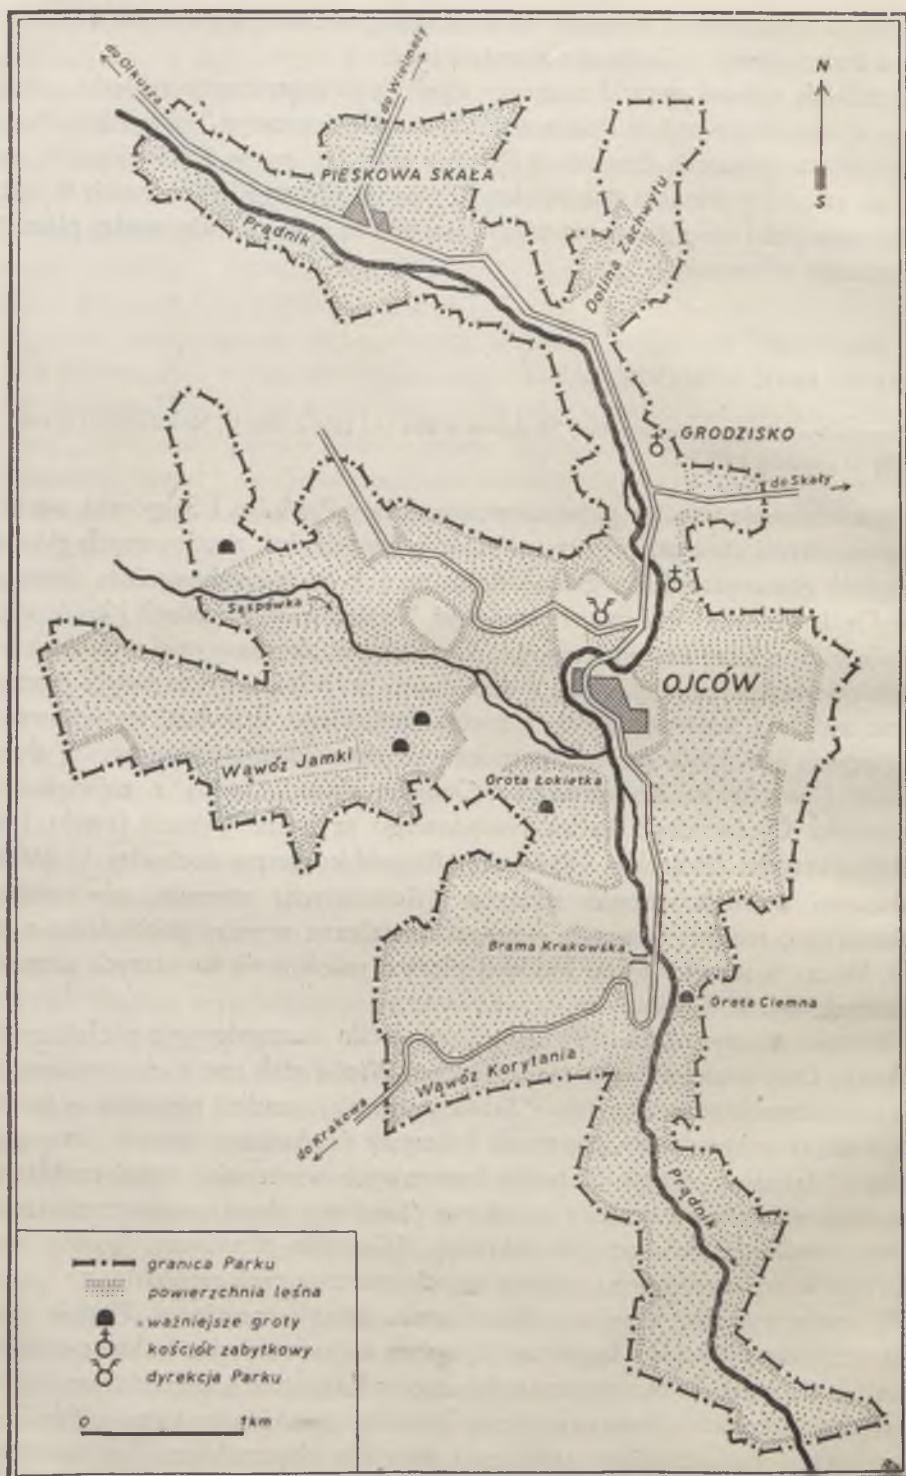 do Olkusza
do Wielmoży
N
S
PIESKOWA SKAŁA
Prądnik
Dolina Zachwytu
GRODZISKO
do Skały
Sąspówka
OJCÓW
Wąwóz Jamki
Grota Łokietka
Brama Krakowska
Grota Ciemna
Wąwóz Korytania
do Krakowa
Prądnik
granica Parku
powierzchnia leśna
ważniejsze groty
kościół zabytkowy
dyrekcja Parku
0 1km